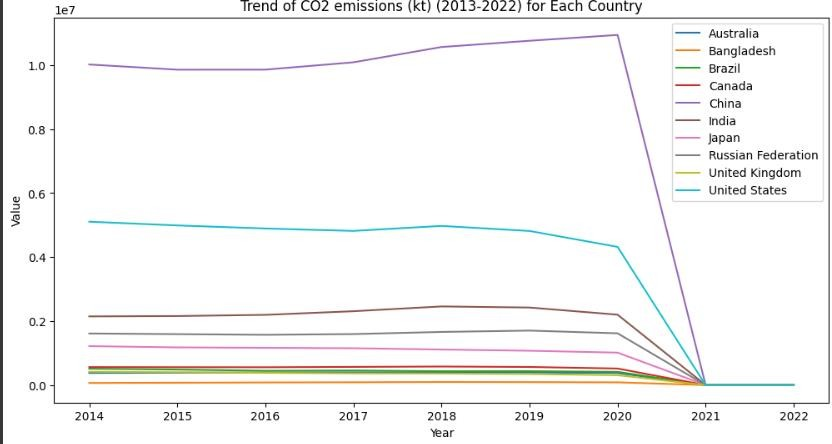 Trend of CO2 emissions (kt) (2013-2022) for Each Country
1e7
Australia
Bangladesh
Brazil
Canada
China
India
Japan
Russian Federation
United Kingdom
United States
1.0
0.8
0.6
0.4
0.2
0.0
Value
2014 2015 2016 2017 2018 2019 2020 2021 2022
Year